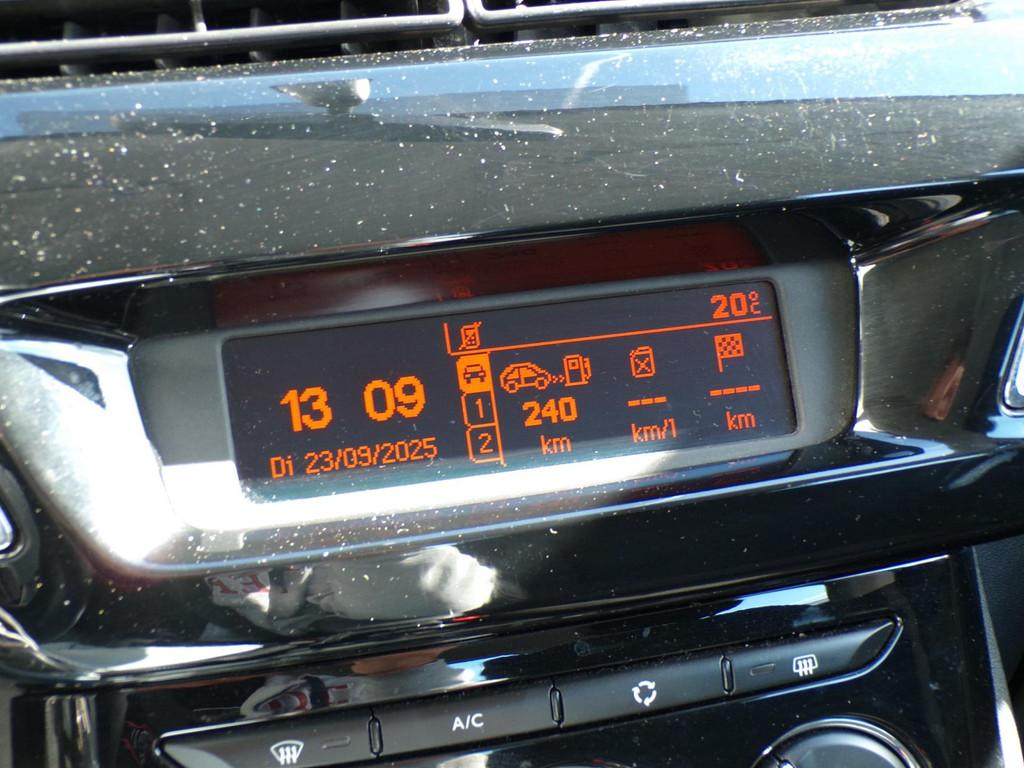 20°C
13 09
Di 23/09/2025
1
2
240
km
---
km/l
----
km
A/C